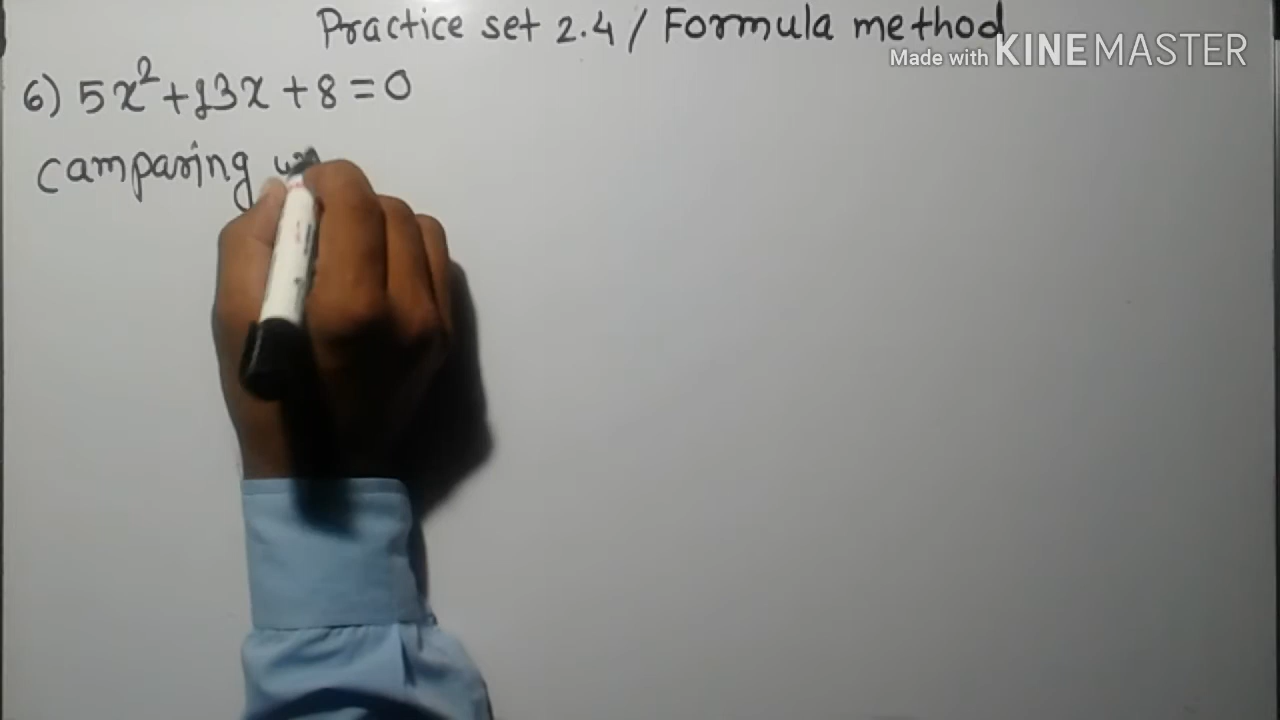 Practice set 2.4 / Formula method
Made with KINEMASTER
6) 5x² + 13x + 8 = 0
camparing